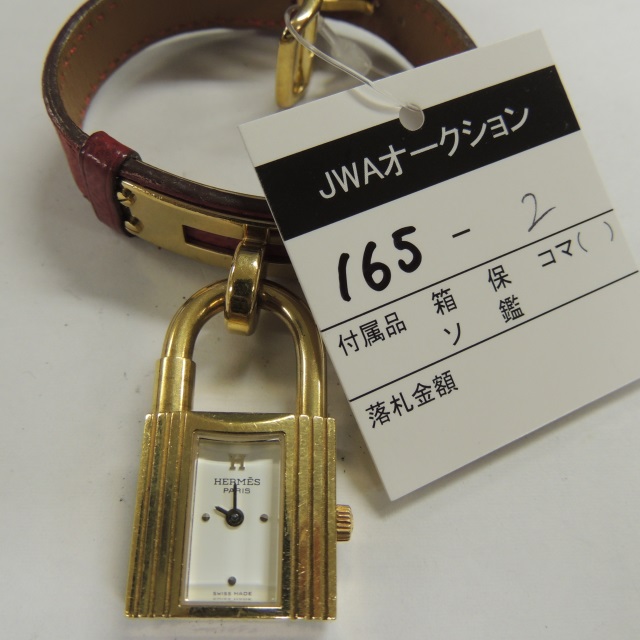 JWAオークション
165 - 2
付属品 箱 保 コマ( )
ソ 鑑
落札金額
H
HERMÈS
PARIS
SWISS MADE